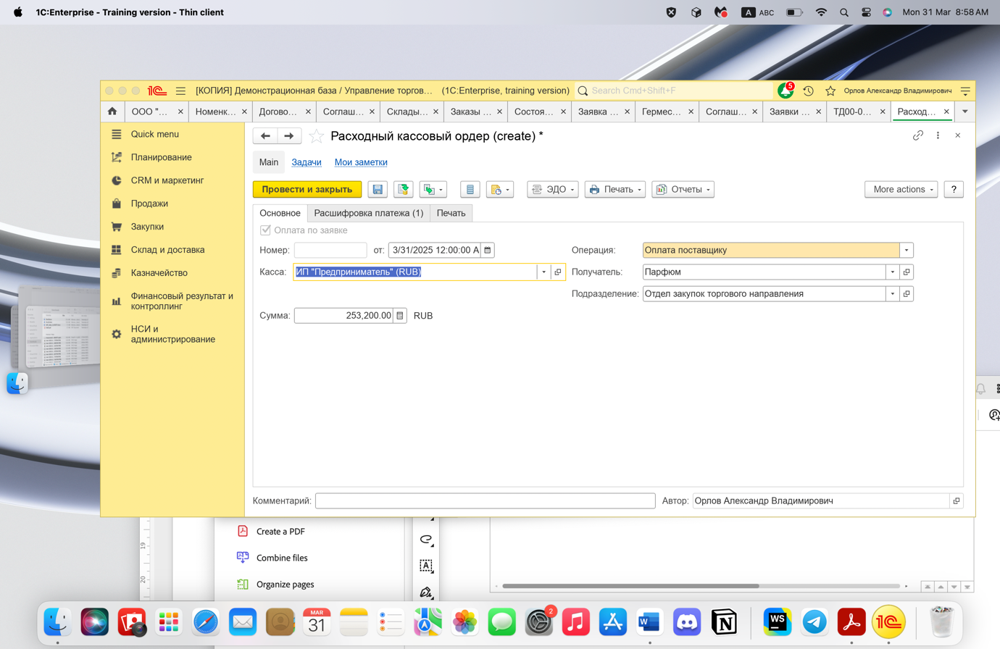 1C:Enterprise - Training version - Thin client
A ABC
Mon 31 Mar 8:58 AM
[КОПИЯ] Демонстрационная база / Управление торгов... (1C:Enterprise, training version)
Search Cmd+Shift+F
5
Орлов Александр Владимирович
ООО "...
Номенк...
Догово...
Соглаш...
Склады...
Заказы ...
Состоя...
Заявка ...
Гермес...
Соглаш...
Заявки ...
ТД00-0...
Расход...
Quick menu
Планирование
CRM и маркетинг
Продажи
Закупки
Склад и доставка
Казначейство
Финансовый результат и
контроллинг
НСИ и
администрирование
Расходный кассовый ордер (create) *
Main
Задачи
Мои заметки
Провести и закрыть
ЭДО
Печать
Отчеты
More actions
?
Основное
Расшифровка платежа (1)
Печать
Оплата по заявке
Номер:
от: 3/31/2025 12:00:00 A
Операция: Оплата поставщику
Касса: ИП "Предприниматель" (RUB)
Получатель: Парфюм
Подразделение: Отдел закупок торгового направления
Сумма: 253,200.00 RUB
Комментарий:
Автор: Орлов Александр Владимирович
19
20
Create a PDF
Combine files
Organize pages
A
MAR
31
2
W
WS
N
1С